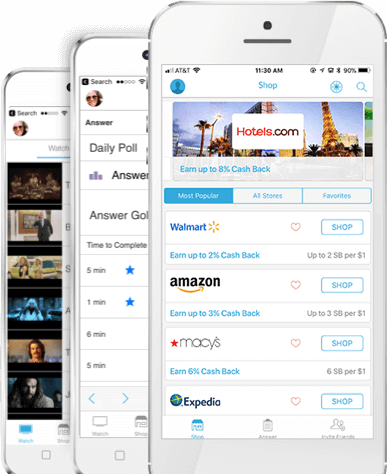 Search
Watch
Watch
Shop
Search
Answer
Daily Poll
Answer
Answer Gol
Time to Complete
5 min
1 min
6 min
5 min
Watch
Shop
AT&T 11:30 AM 90%
Shop
Hotels.com
Earn up to 8% Cash Back
Most Popular All Stores Favorites
Walmart SHOP
Earn up to 2% Cash Back Up to 2 SB per $1
amazon SHOP
Earn up to 3% Cash Back Up to 3 SB per $1
macy's SHOP
Earn 6% Cash Back 6 SB per $1
Expedia SHOP
Shop Answer Invite Friends